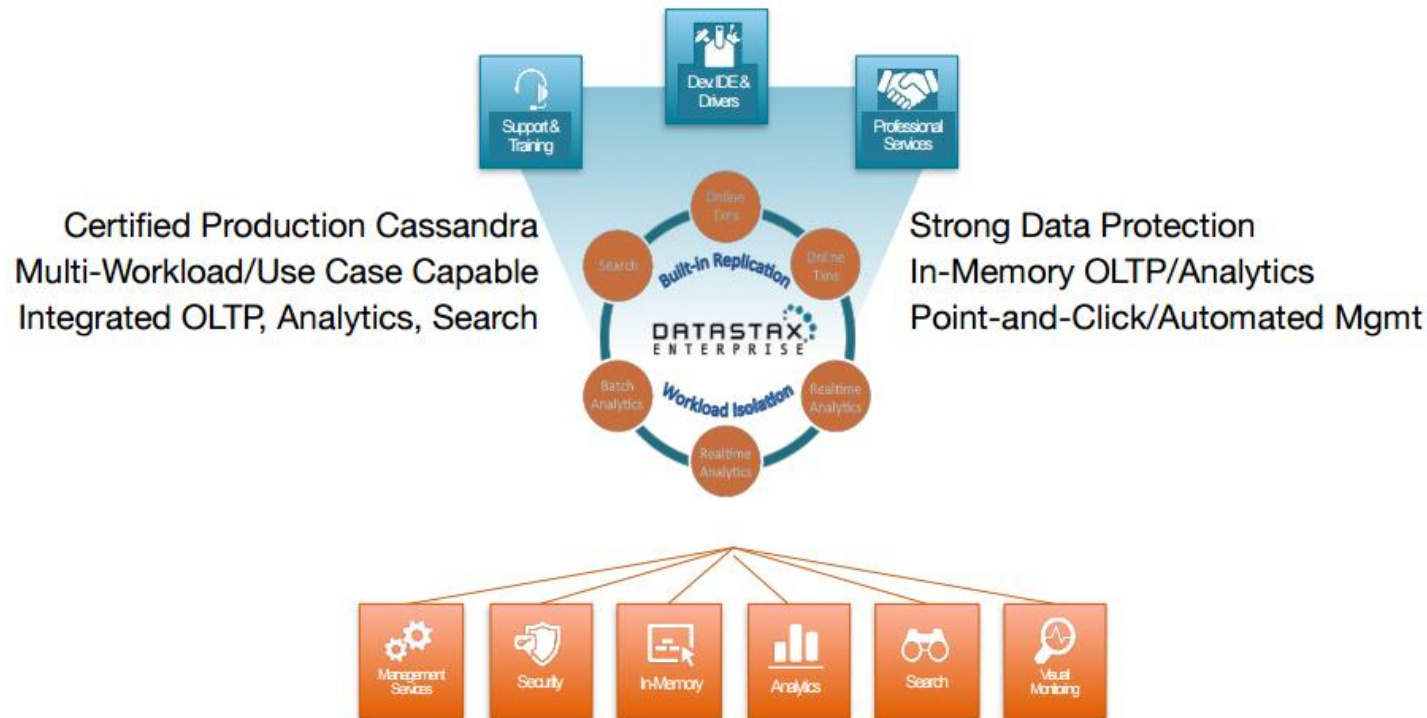 Dev. IDE &
Drivers
Support &
Training
Professional
Services
Certified Production Cassandra
Multi-Workload/Use Case Capable
Integrated OLTP, Analytics, Search
Online
Txns
Search
Built-in Replication
Online
Txns
DATASTAX
ENTERPRISE
Batch
Analytics
Workload Isolation
Realtime
Analytics
Realtime
Analytics
Strong Data Protection
In-Memory OLTP/Analytics
Point-and-Click/Automated Mgmt
Management
Services
Security
In-Memory
Analytics
Search
Visual
Monitoring